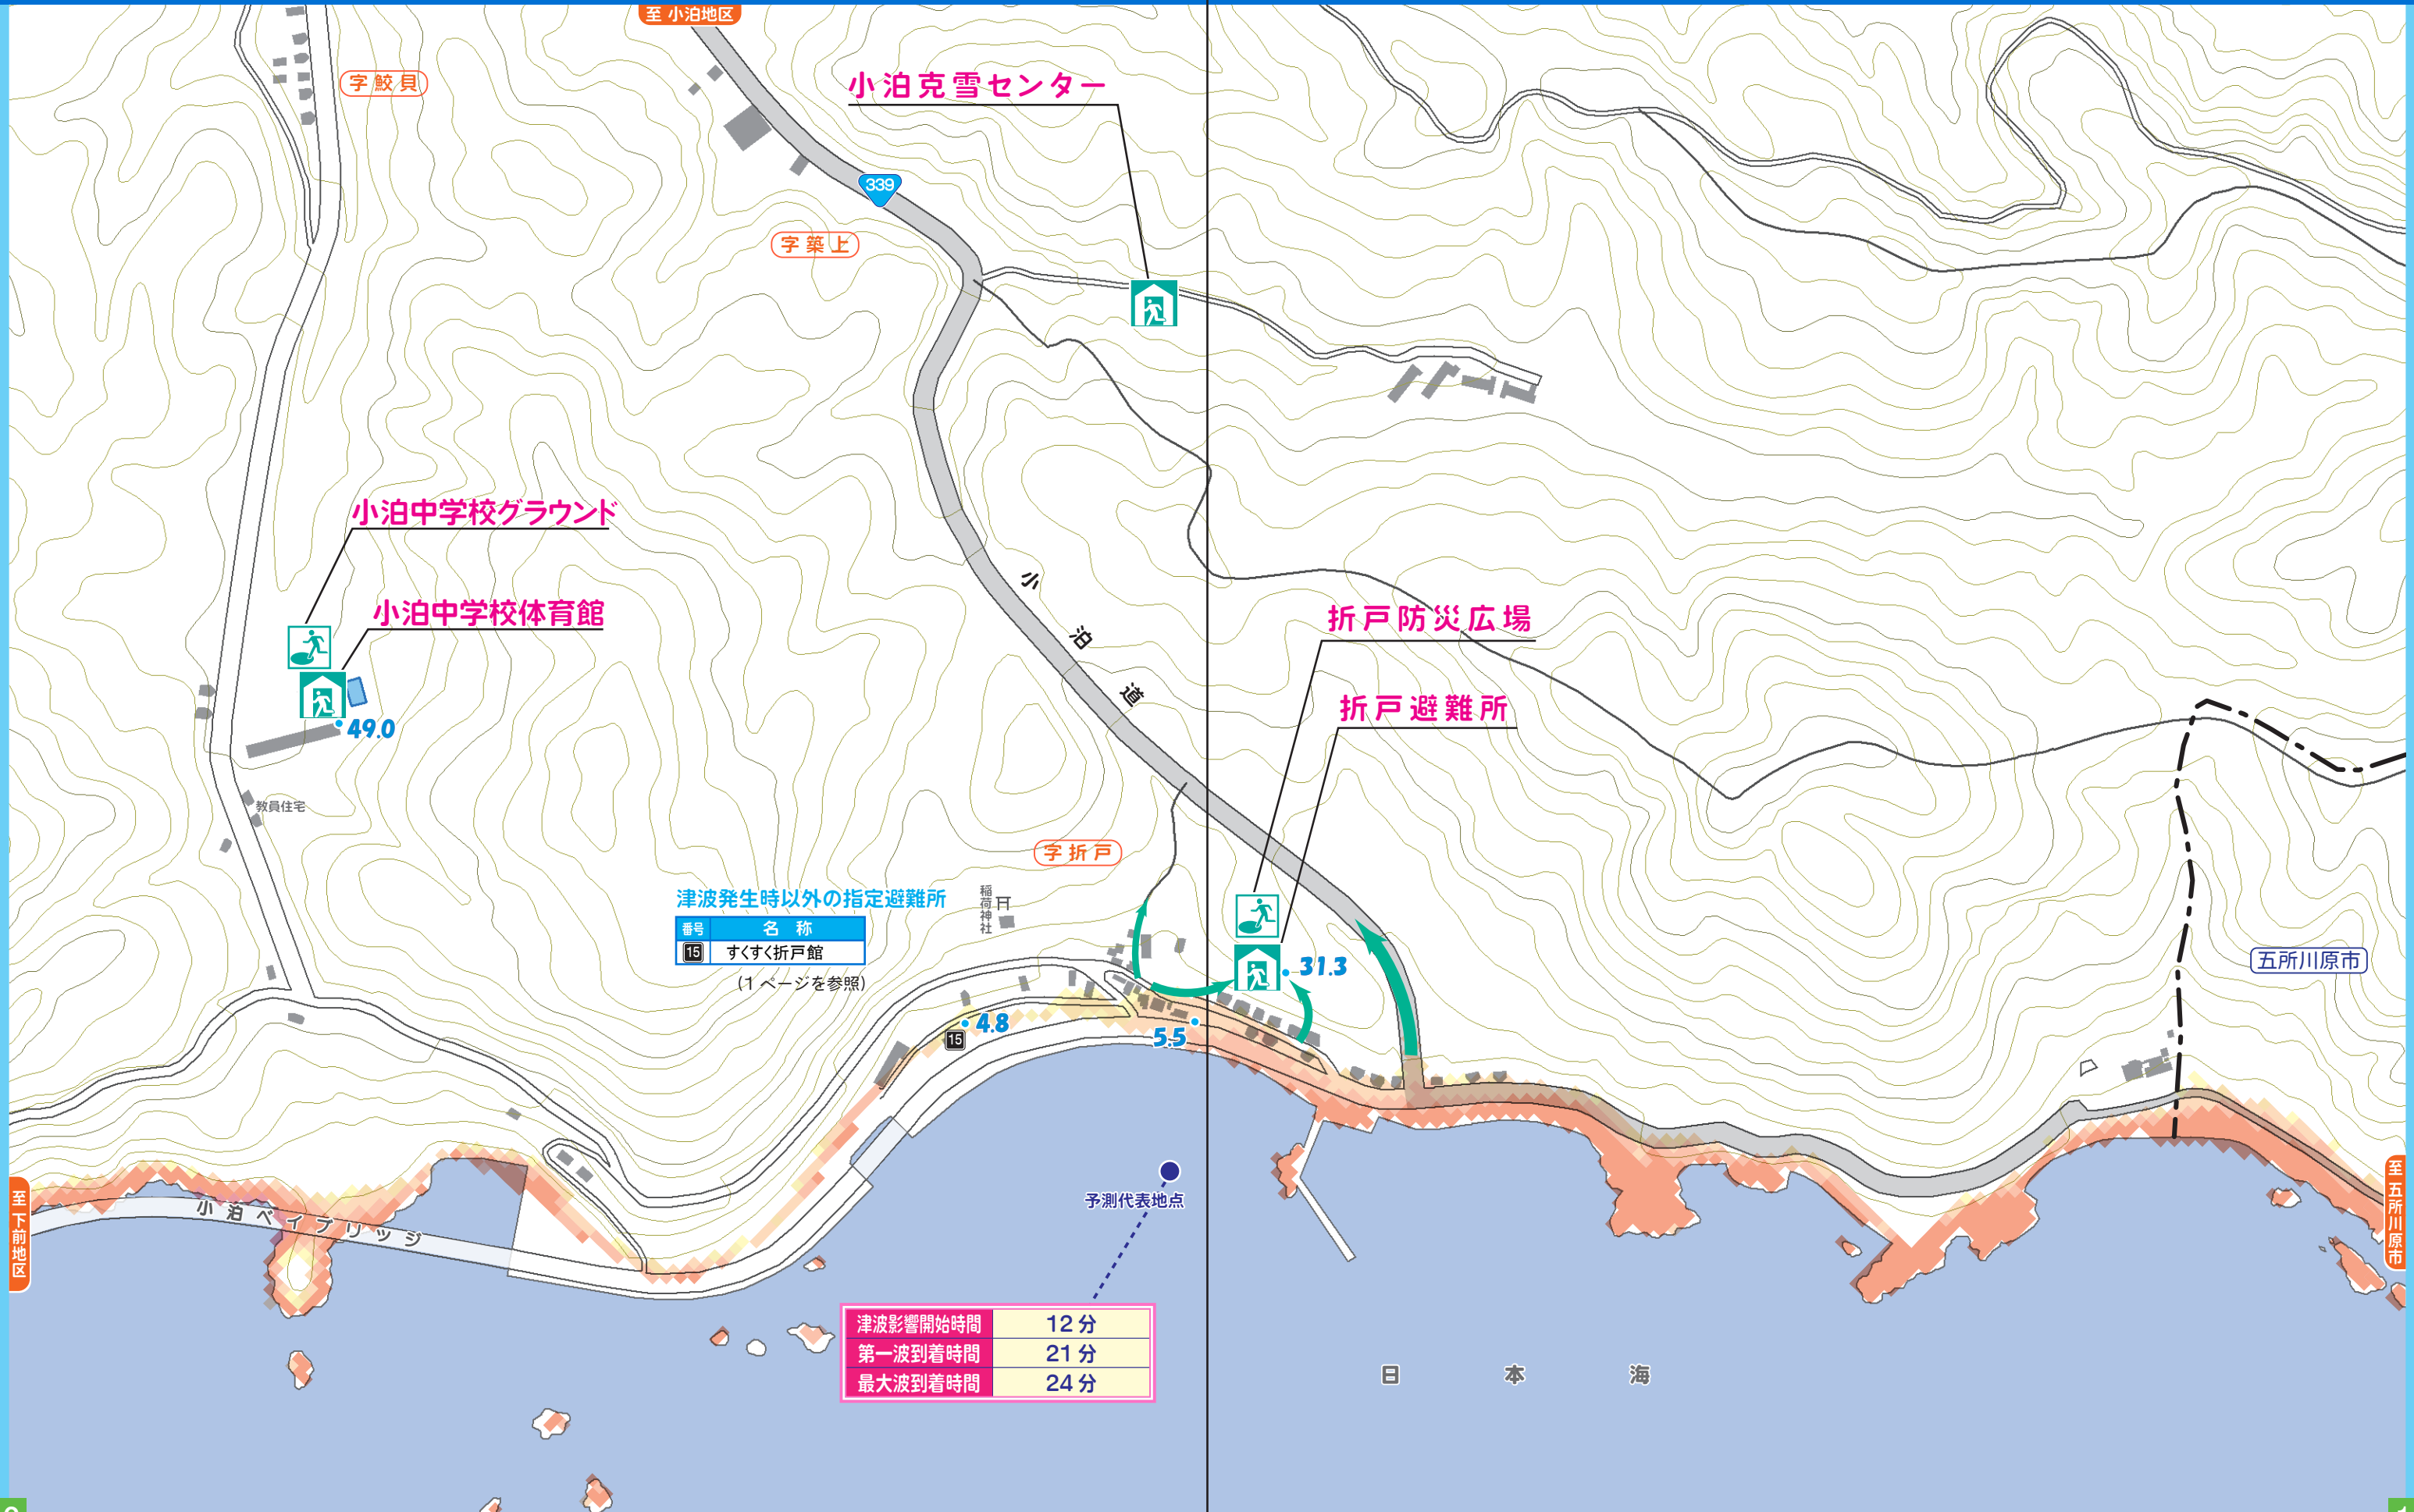 至 小泊地区
字 鮫 貝
小泊克雪センター
339
字 築 上
小泊中学校グラウンド
小泊中学校体育館
49.0
教員住宅
小泊道
折戸防災広場
折戸避難所
字 折 戸
31.3
津波発生時以外の指定避難所
番号 名 称
15 すくすく折戸館
(1 ページを参照)
稲荷神社
五所川原市
4.8
15
5.5
予測代表地点
至 下前地区
小泊ベイブリッジ
至 五所川原市
津波影響開始時間 12 分
第一波到着時間 21 分
最大波到着時間 24 分
日 本 海